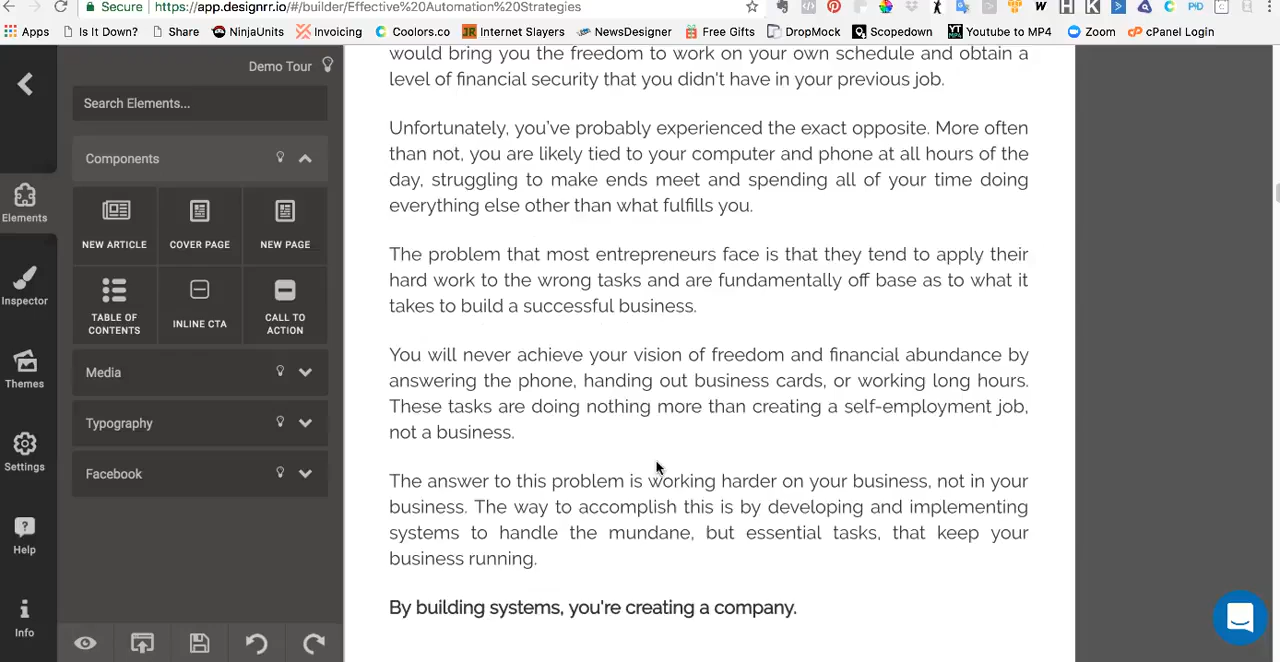 Secure
https://app.designrr.io/#/builder/Effective%20Automation%20Strategies
Apps
Is It Down?
Share
NinjaUnits
Invoicing
Coolors.co
Internet Slayers
NewsDesigner
Free Gifts
DropMock
Scopedown
Youtube to MP4
Zoom
cPanel Login
Demo Tour
Search Elements...
Components
NEW ARTICLE
COVER PAGE
NEW PAGE
TABLE OF
CONTENTS
INLINE CTA
CALL TO
ACTION
Media
Typography
Facebook
Elements
Inspector
Themes
Settings
Help
Info
would bring you the freedom to work on your own schedule and obtain a
level of financial security that you didn't have in your previous job.
Unfortunately, you've probably experienced the exact opposite. More often
than not, you are likely tied to your computer and phone at all hours of the
day, struggling to make ends meet and spending all of your time doing
everything else other than what fulfills you.
The problem that most entrepreneurs face is that they tend to apply their
hard work to the wrong tasks and are fundamentally off base as to what it
takes to build a successful business.
You will never achieve your vision of freedom and financial abundance by
answering the phone, handing out business cards, or working long hours.
These tasks are doing nothing more than creating a self-employment job,
not a business.
The answer to this problem is working harder on your business, not in your
business. The way to accomplish this is by developing and implementing
systems to handle the mundane, but essential tasks, that keep your
business running.
By building systems, you're creating a company.